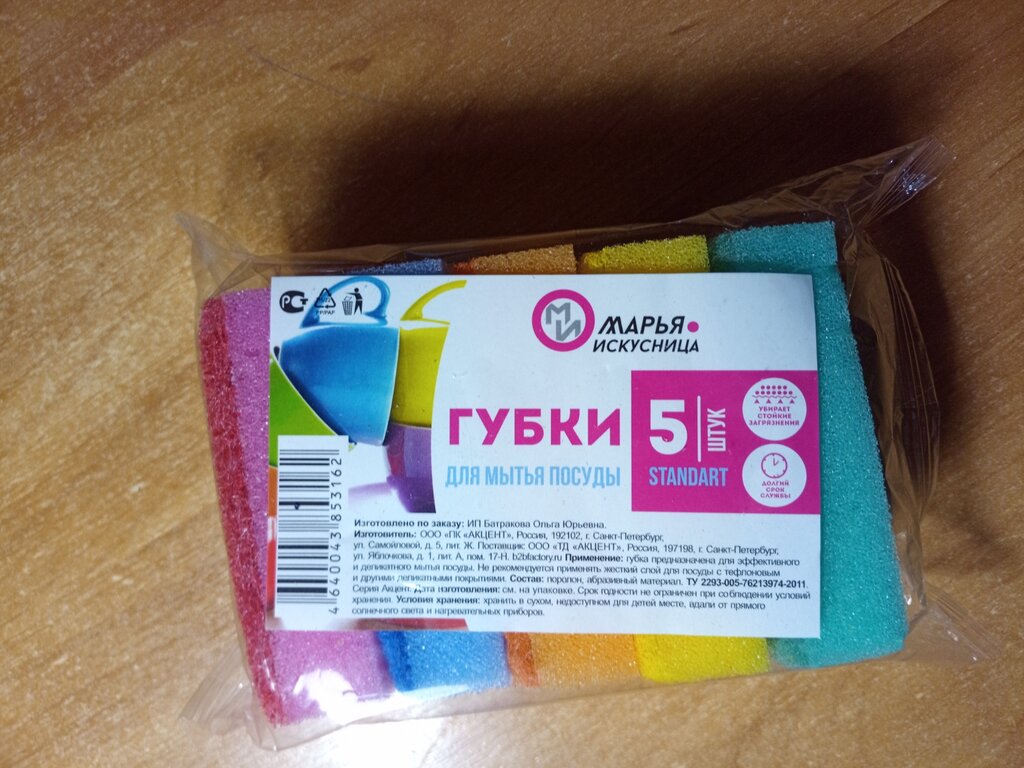 РСТ
PP/PAP
МИ
МАРЬЯ
ИСКУСНИЦА
ГУБКИ
ДЛЯ МЫТЬЯ ПОСУДЫ
5 ШТУК
STANDART
УБИРАЕТ
СТОЙКИЕ
ЗАГРЯЗНЕНИЯ
ДОЛГИЙ
СРОК
СЛУЖБЫ
4640043853162
Изготовлено по заказу: ИП Батракова Ольга Юрьевна.
Изготовитель: ООО «ПК «АКЦЕНТ», Россия, 192102, г. Санкт-Петербург,
ул. Самойловой, д. 5, лит. Ж. Поставщик: ООО «ТД «АКЦЕНТ», Россия, 197198, г. Санкт-Петербург,
ул. Яблочкова, д. 1, лит. А, пом. 17-Н. b2bfactory.ru Применение: губка предназначена для эффективного
и деликатного мытья посуды. Не рекомендуется применять жесткий слой для посуды с тефлоновым
и другими деликатными покрытиями. Состав: поролон, абразивный материал. ТУ 2293-005-76213974-2011.
Серия Акцент. Дата изготовления: см. на упаковке. Срок годности не ограничен при соблюдении условий
хранения. Условия хранения: хранить в сухом, недоступном для детей месте, вдали от прямого
солнечного света и нагревательных приборов.